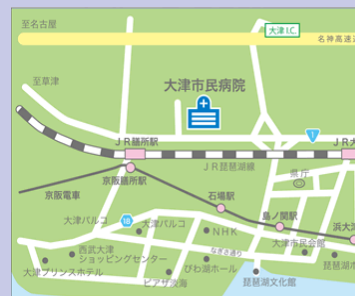 至名古屋
大津I.C.
名神高速道
至草津
大津市民病院
1
JR膳所駅
JR大
JR琵琶湖線
県庁
京阪膳所駅
京阪電車
石場駅
島ノ関駅
浜大
大津パルコ
18
大津パルコ
NHK
なぎさ通り
大津市民会館
西武大津
ショッピングセンター
琵琶湖
大津プリンスホテル
びわ湖ホール
ピアザ淡海
琵琶湖文化館